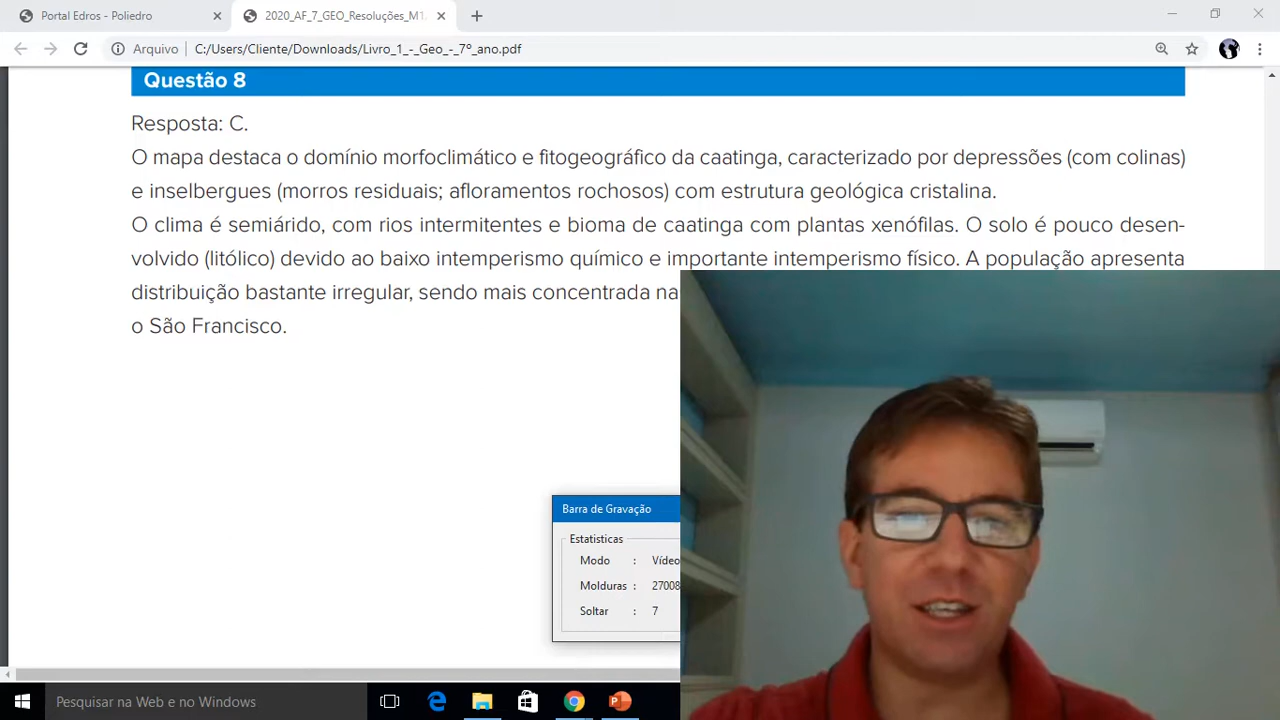 Portal Edros - Poliedro
2020_AF_7_GEO_Resoluções_M1
Arquivo
C:/Users/Cliente/Downloads/Livro_1_-_Geo_-_7º_ano.pdf
Questão 8
Resposta: C.
O mapa destaca o domínio morfoclimático e fitogeográfico da caatinga, caracterizado por depressões (com colinas)
e inselbergues (morros residuais; afloramentos rochosos) com estrutura geológica cristalina.
O clima é semiárido, com rios intermitentes e bioma de caatinga com plantas xenófilas. O solo é pouco desen-
volvido (litólico) devido ao baixo intemperismo químico e importante intemperismo físico. A população apresenta
distribuição bastante irregular, sendo mais concentrada na
o São Francisco.
Barra de Gravação
Estatisticas
Modo : Vídeo
Molduras : 27008
Soltar : 7
Pesquisar na Web e no Windows